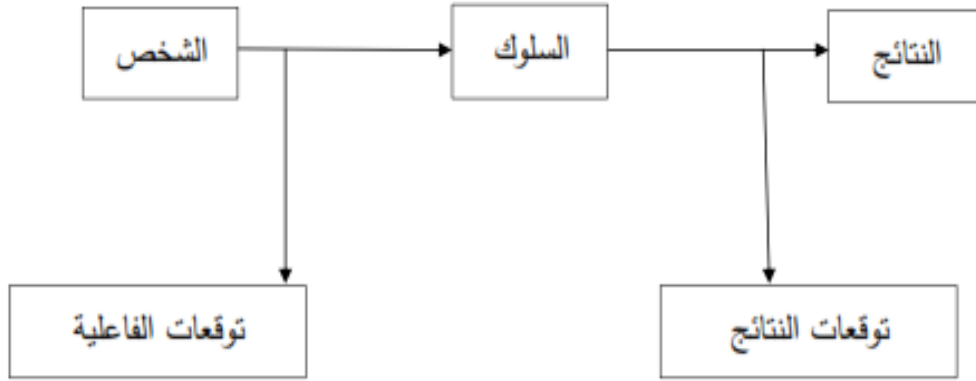 الشخص
السلوك
النتائج
توقعات الفاعلية
توقعات النتائج